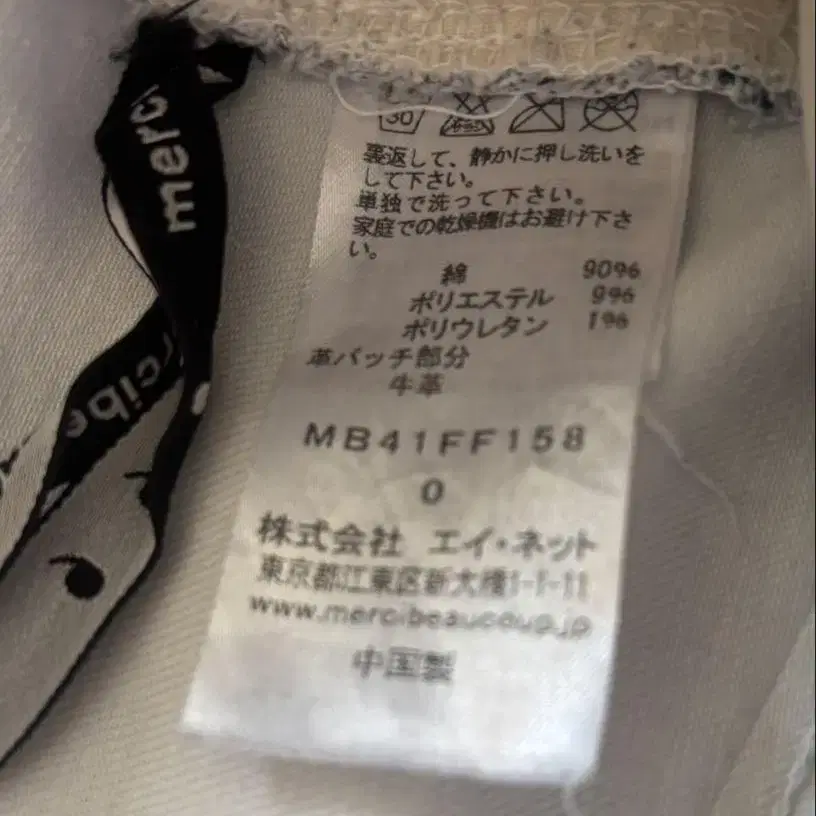 merc
rcibe
30
裏返して、静かに押し洗いを
して下さい。
単独で洗って下さい。
家庭での乾燥機はお避け下さ
い。
綿 90%
ポリエステル 9%
ポリウレタン 1%
革パッチ部分
牛革
MB41FF158
0
株式会社 エイ・ネット
東京都江東区新大橋1-1-11
www.mercibeaucoup.jp
中国製